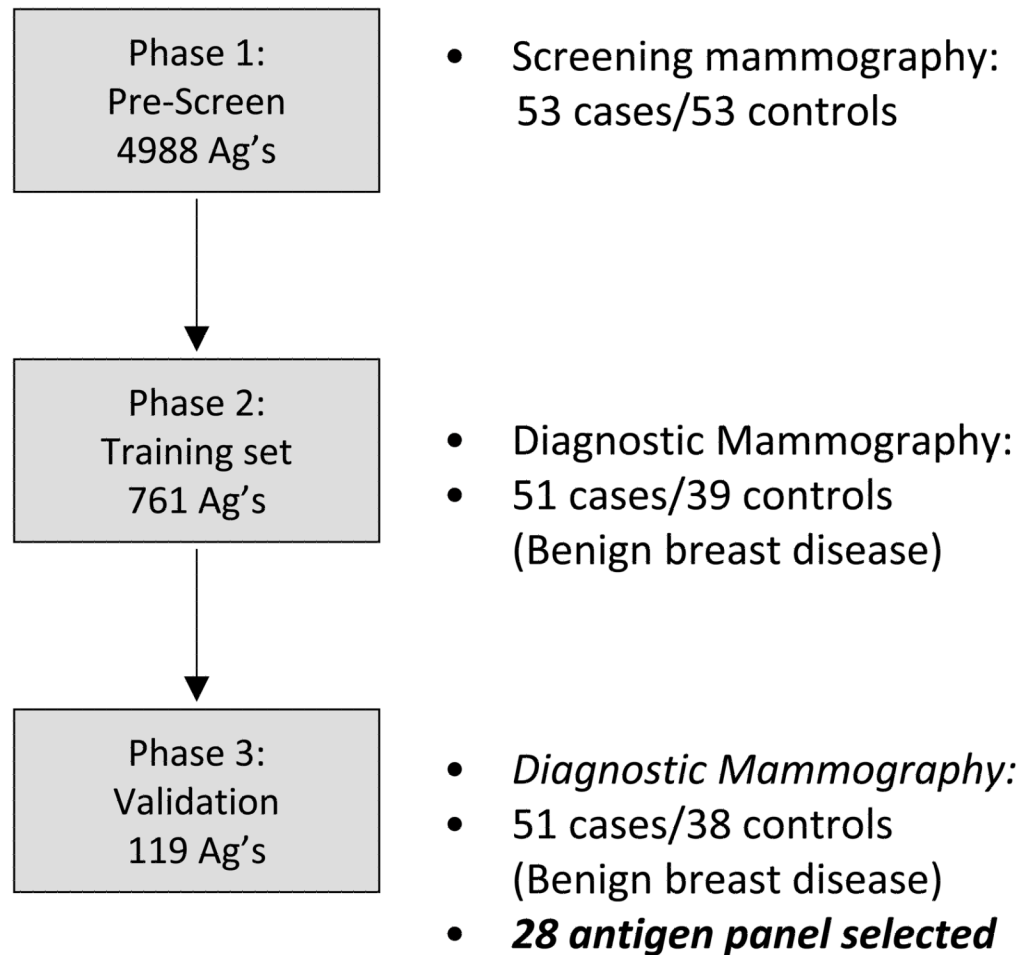 Phase 1:
Pre-Screen
4988 Ag's
• Screening mammography:
53 cases/53 controls
Phase 2:
Training set
761 Ag's
• Diagnostic Mammography:
• 51 cases/39 controls
(Benign breast disease)
Phase 3:
Validation
119 Ag's
• Diagnostic Mammography:
• 51 cases/38 controls
(Benign breast disease)
• 28 antigen panel selected